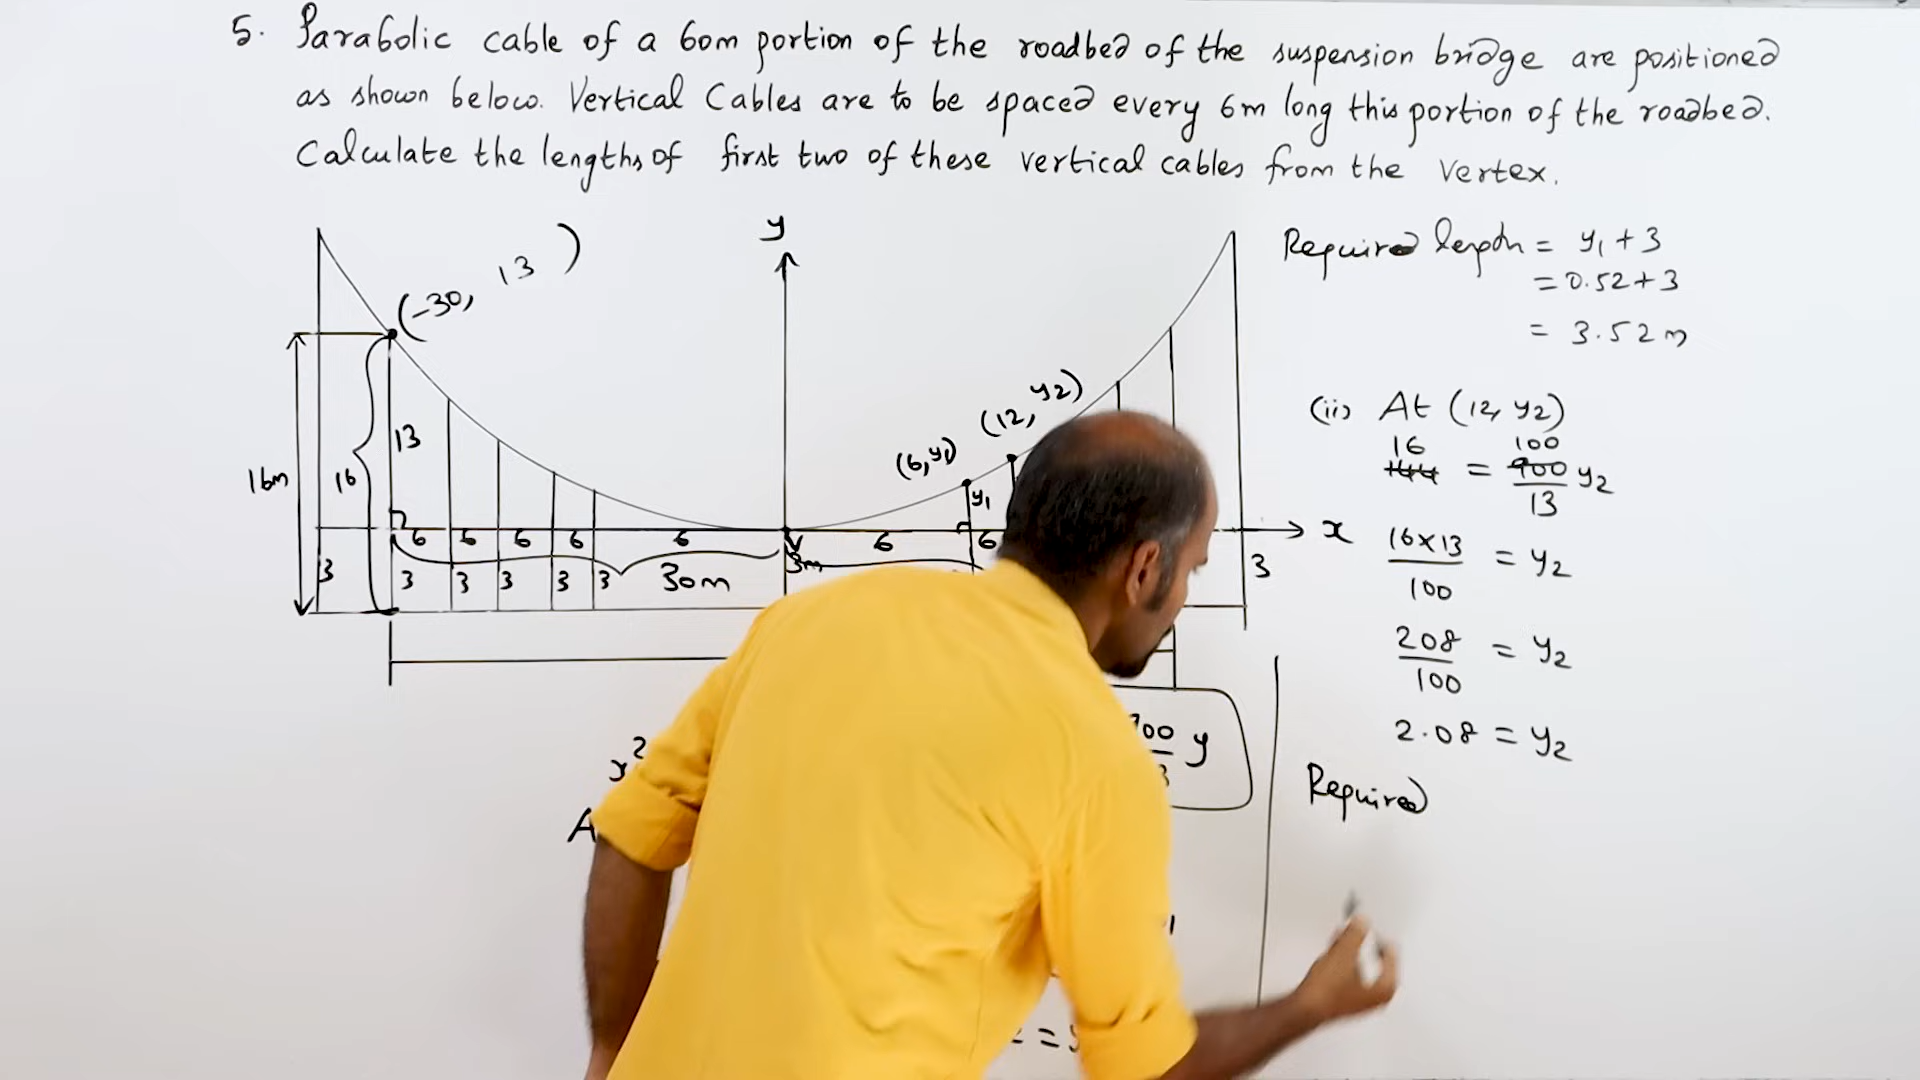 5. Parabolic cable of a 60m portion of the roadbed of the suspension bridge are positioned
as shown below. Vertical Cables are to be spaced every 6m long this portion of the roadbed.
Calculate the lengths of first two of these vertical cables from the vertex.
y
(-30, 13 )
16m
16
13
(6, y1)
(12, y2)
y1
x
6 6 6 6 6 6 6
3 3 3 3 3 3 30m 3m 3
x²
00 y
A
Required length = y1 + 3
= 0.52 + 3
= 3.52 m
(ii) At (12, y2)
16 100
144 = 900/13 y2
16×13/100 = y2
208/100 = y2
2.08 = y2
Required